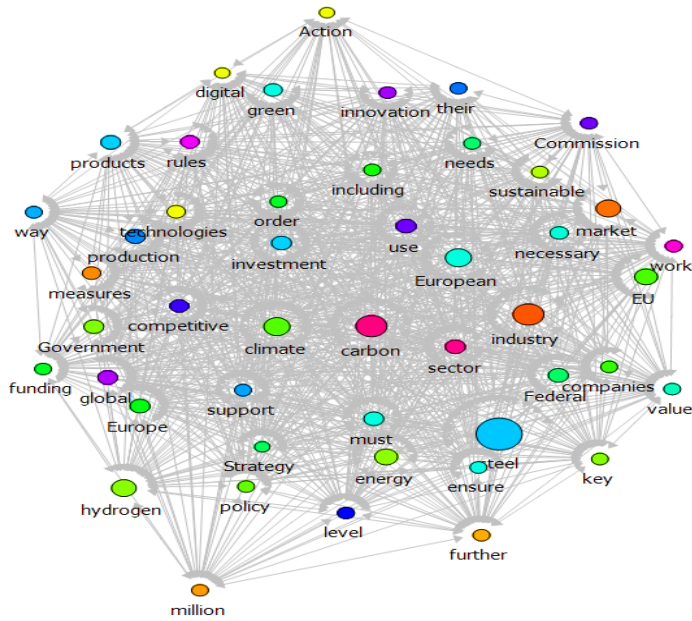 Action
digital
green
innovation
their
Commission
products
rules
needs
including
sustainable
way
technologies
order
use
necessary
market
production
investment
European
work
measures
EU
Government
competitive
climate
carbon
industry
sector
funding
global
Europe
support
Federal
companies
value
must
steel
Strategy
energy
ensure
key
hydrogen
policy
level
further
million